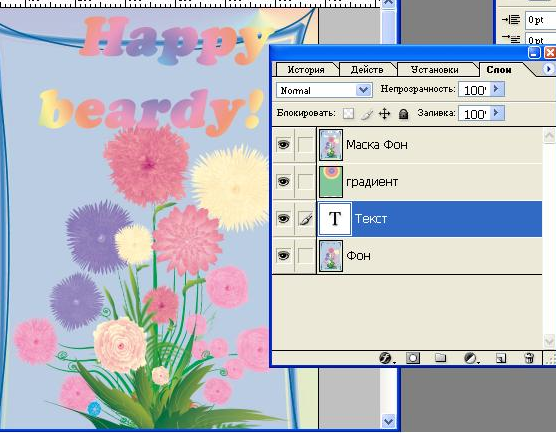 Happy
beardy!
0 pt
0 pt
История
Действ
Установки
Слои
Normal
Непрозрачность: 100'
Блокировать:
Заливка: 100'
Маска Фон
градиент
T
Текст
Фон